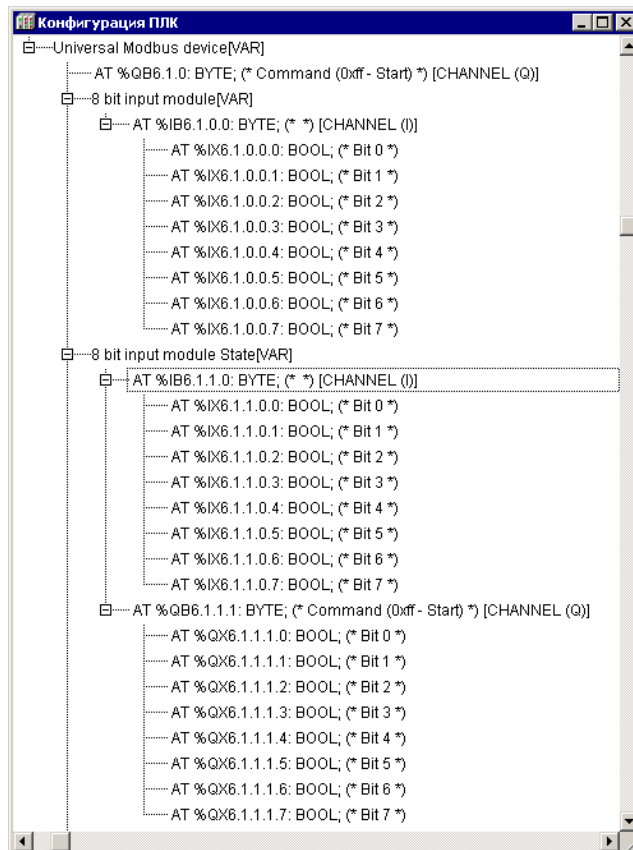 Конфигурация ПЛК
Universal Modbus device[VAR]
AT %QB6.1.0: BYTE; (* Command (0xff - Start) *) [CHANNEL (Q)]
8 bit input module[VAR]
AT %IB6.1.0.0: BYTE; (* *) [CHANNEL (I)]
AT %IX6.1.0.0.0: BOOL; (* Bit 0 *)
AT %IX6.1.0.0.1: BOOL; (* Bit 1 *)
AT %IX6.1.0.0.2: BOOL; (* Bit 2 *)
AT %IX6.1.0.0.3: BOOL; (* Bit 3 *)
AT %IX6.1.0.0.4: BOOL; (* Bit 4 *)
AT %IX6.1.0.0.5: BOOL; (* Bit 5 *)
AT %IX6.1.0.0.6: BOOL; (* Bit 6 *)
AT %IX6.1.0.0.7: BOOL; (* Bit 7 *)
8 bit input module State[VAR]
AT %IB6.1.1.0: BYTE; (* *) [CHANNEL (I)]
AT %IX6.1.1.0.0: BOOL; (* Bit 0 *)
AT %IX6.1.1.0.1: BOOL; (* Bit 1 *)
AT %IX6.1.1.0.2: BOOL; (* Bit 2 *)
AT %IX6.1.1.0.3: BOOL; (* Bit 3 *)
AT %IX6.1.1.0.4: BOOL; (* Bit 4 *)
AT %IX6.1.1.0.5: BOOL; (* Bit 5 *)
AT %IX6.1.1.0.6: BOOL; (* Bit 6 *)
AT %IX6.1.1.0.7: BOOL; (* Bit 7 *)
AT %QB6.1.1.1: BYTE; (* Command (0xff - Start) *) [CHANNEL (Q)]
AT %QX6.1.1.1.0: BOOL; (* Bit 0 *)
AT %QX6.1.1.1.1: BOOL; (* Bit 1 *)
AT %QX6.1.1.1.2: BOOL; (* Bit 2 *)
AT %QX6.1.1.1.3: BOOL; (* Bit 3 *)
AT %QX6.1.1.1.4: BOOL; (* Bit 4 *)
AT %QX6.1.1.1.5: BOOL; (* Bit 5 *)
AT %QX6.1.1.1.6: BOOL; (* Bit 6 *)
AT %QX6.1.1.1.7: BOOL; (* Bit 7 *)